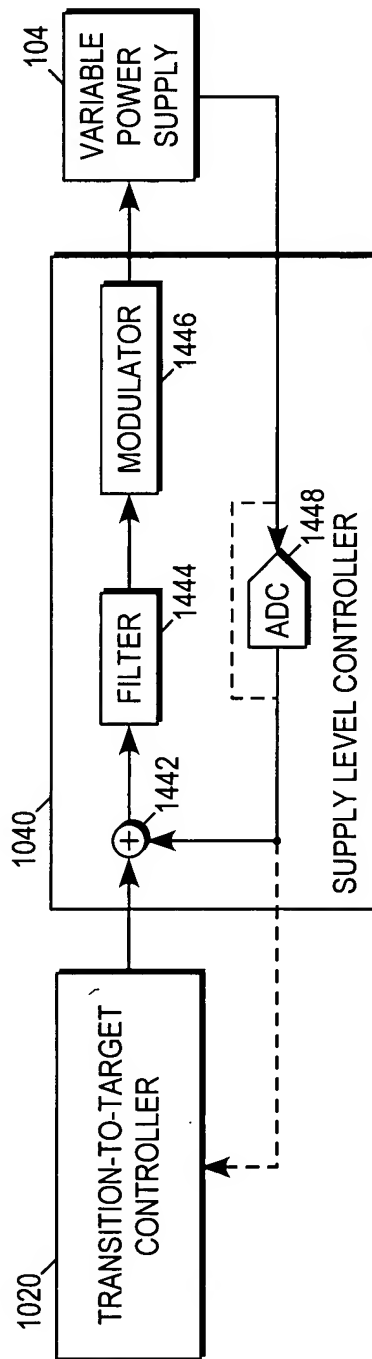 1020
TRANSITION-TO-TARGET
CONTROLLER
1040
1442
+
FILTER
1444
MODULATOR
1446
104
VARIABLE
POWER
SUPPLY
ADC
1448
SUPPLY LEVEL CONTROLLER